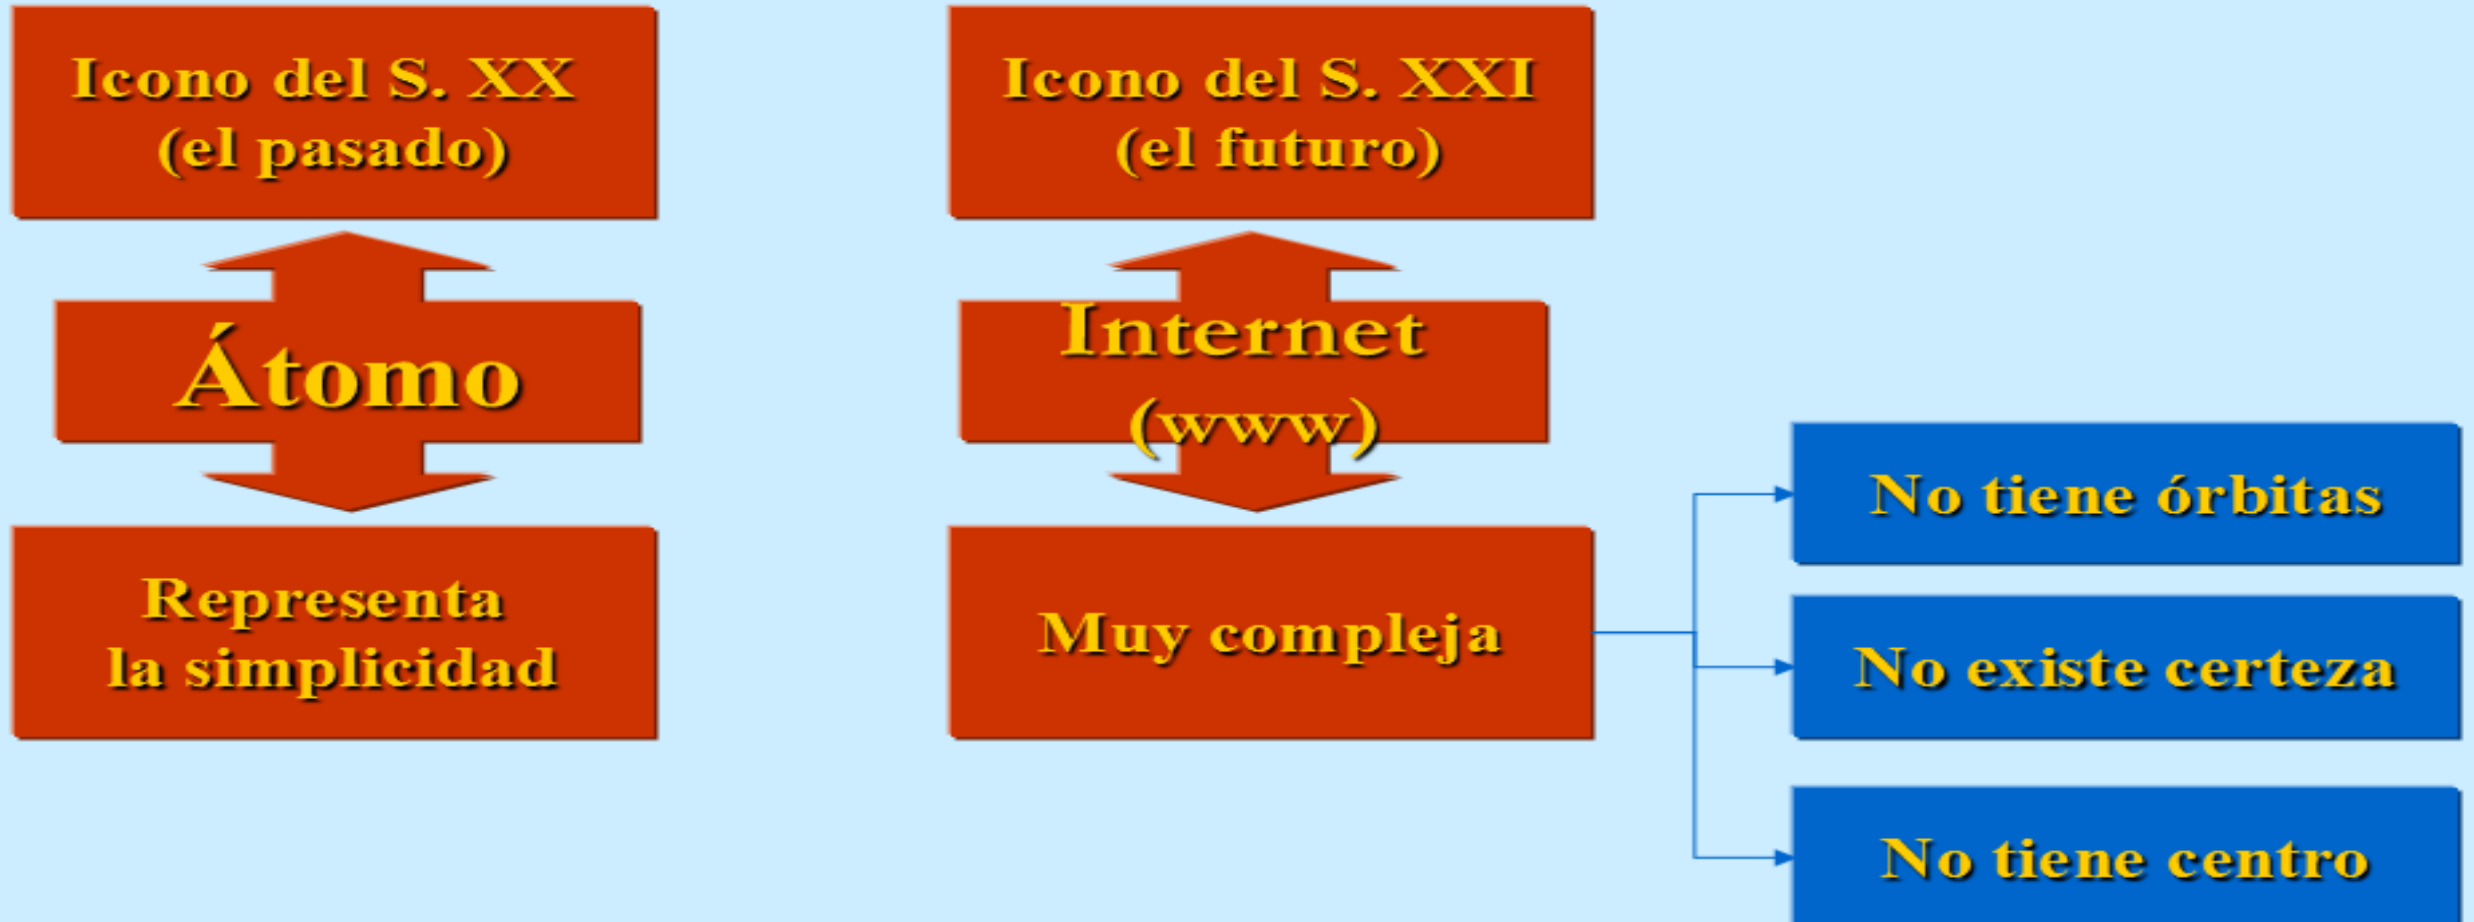 Icono del S. XX
(el pasado)
Átomo
Representa
la simplicidad
Icono del S. XXI
(el futuro)
Internet
(www)
Muy compleja
No tiene órbitas
No existe certeza
No tiene centro